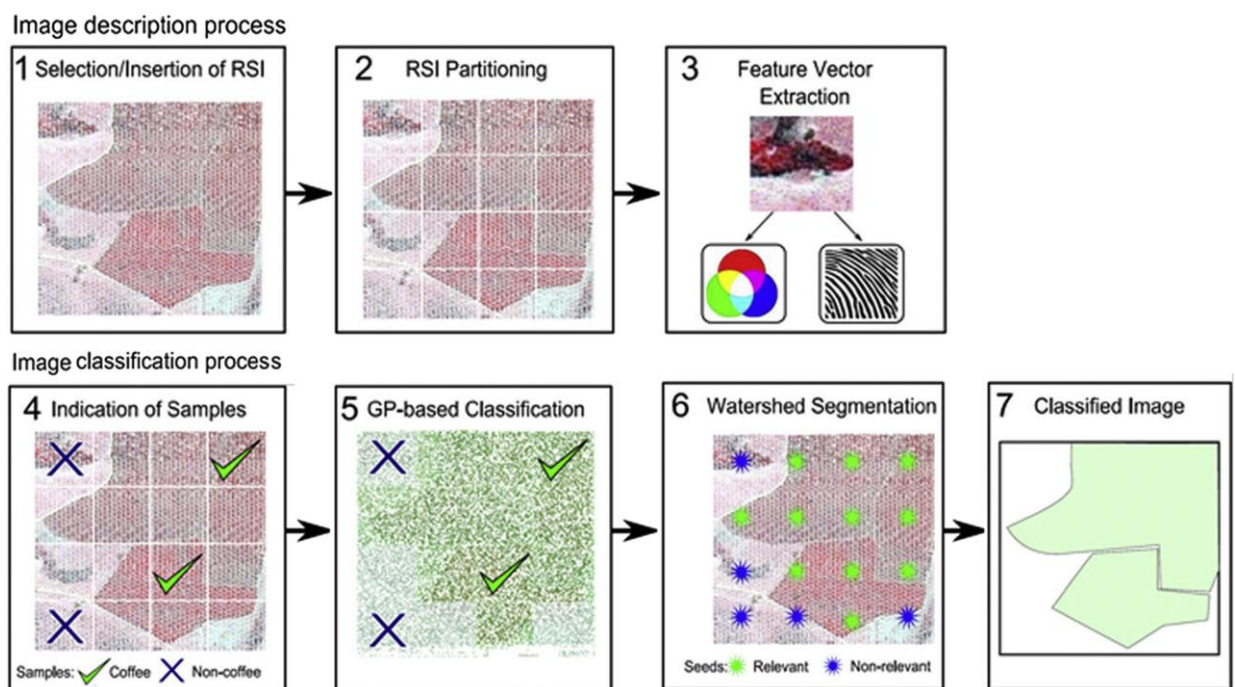 Image description process
1 Selection/Insertion of RSI
2 RSI Partitioning
3 Feature Vector
Extraction
Image classification process
4 Indication of Samples
5 GP-based Classification
6 Watershed Segmentation
7 Classified Image
Samples: Coffee Non-coffee
Seeds: Relevant Non-relevant